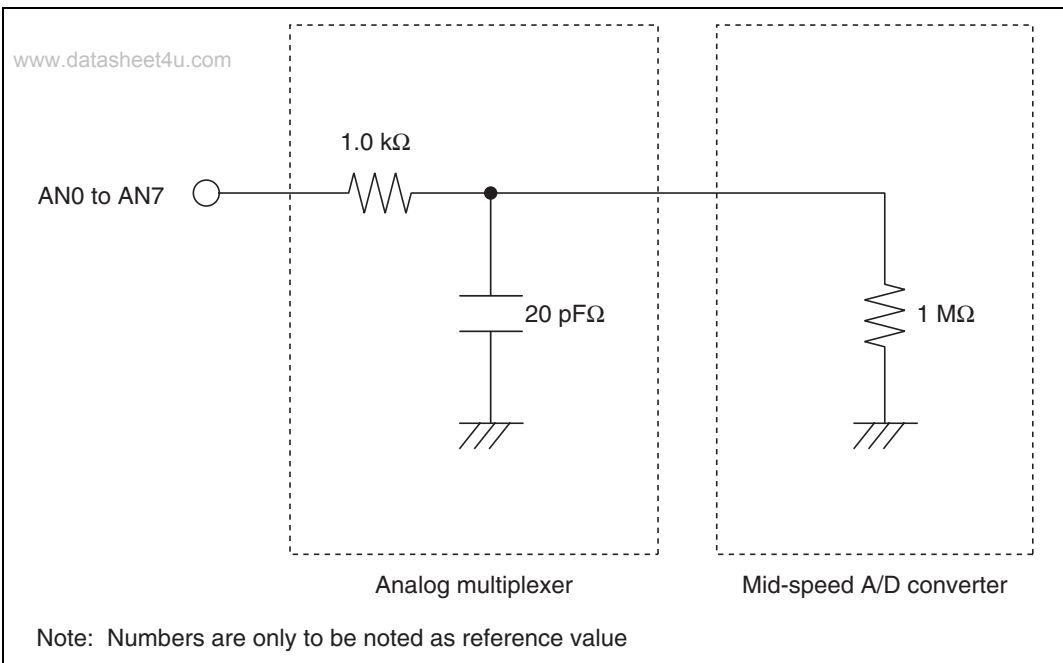 www.datasheet4u.com
1.0 kΩ
AN0 to AN7
20 pFΩ
1 MΩ
Analog multiplexer
Mid-speed A/D converter
Note: Numbers are only to be noted as reference value